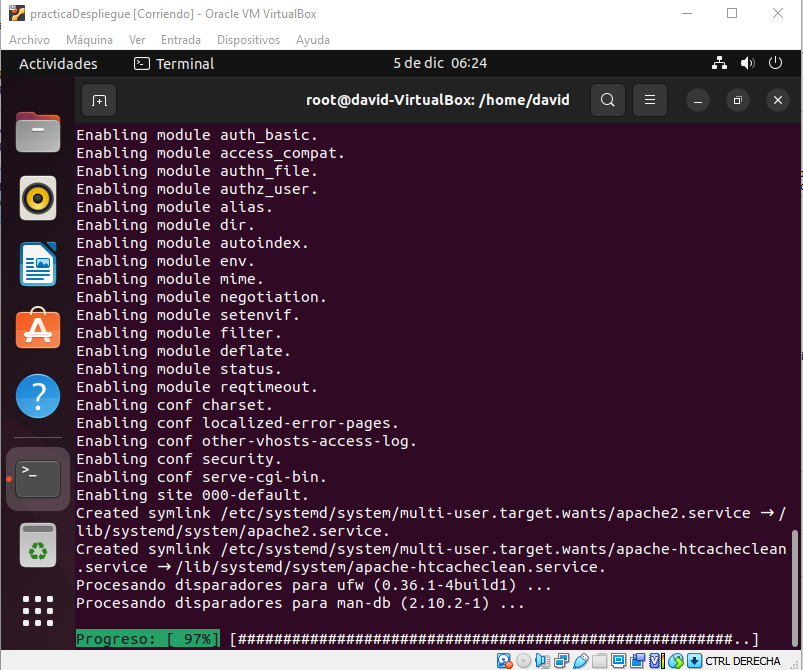 practicaDespliegue [Corriendo] - Oracle VM VirtualBox
Archivo Máquina Ver Entrada Dispositivos Ayuda
Actividades Terminal 5 de dic 06:24
root@david-VirtualBox: /home/david
Enabling module auth_basic.
Enabling module access_compat.
Enabling module authn_file.
Enabling module authz_user.
Enabling module alias.
Enabling module dir.
Enabling module autoindex.
Enabling module env.
Enabling module mime.
Enabling module negotiation.
Enabling module setenvif.
Enabling module filter.
Enabling module deflate.
Enabling module status.
Enabling module reqtimeout.
Enabling conf charset.
Enabling conf localized-error-pages.
Enabling conf other-vhosts-access-log.
Enabling conf security.
Enabling conf serve-cgi-bin.
Enabling site 000-default.
Created symlink /etc/systemd/system/multi-user.target.wants/apache2.service → /
lib/systemd/system/apache2.service.
Created symlink /etc/systemd/system/multi-user.target.wants/apache-htcacheclean
.service → /lib/systemd/system/apache-htcacheclean.service.
Procesando disparadores para ufw (0.36.1-4build1) ...
Procesando disparadores para man-db (2.10.2-1) ...
Progreso: [ 97%] [#######################################################..]
CTRL DERECHA